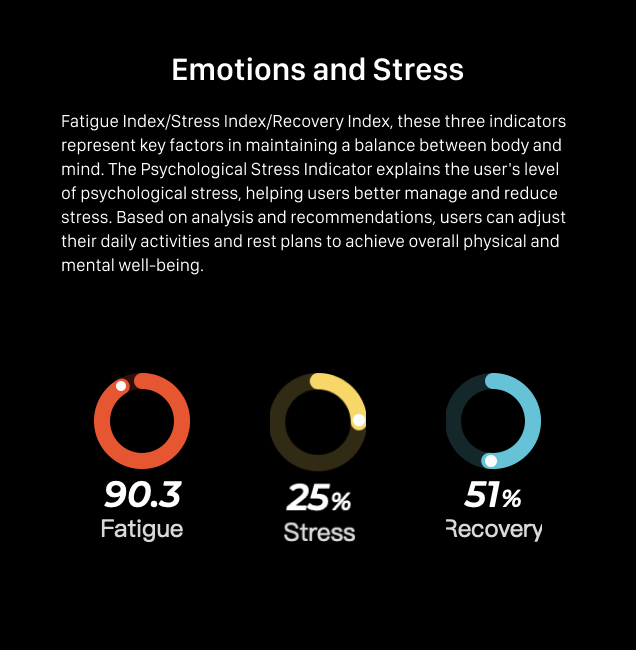 Emotions and Stress
Fatigue Index/Stress Index/Recovery Index, these three indicators
represent key factors in maintaining a balance between body and
mind. The Psychological Stress Indicator explains the user's level
of psychological stress, helping users better manage and reduce
stress. Based on analysis and recommendations, users can adjust
their daily activities and rest plans to achieve overall physical and
mental well-being.
90.3 25% 51%
Fatigue Stress Recovery